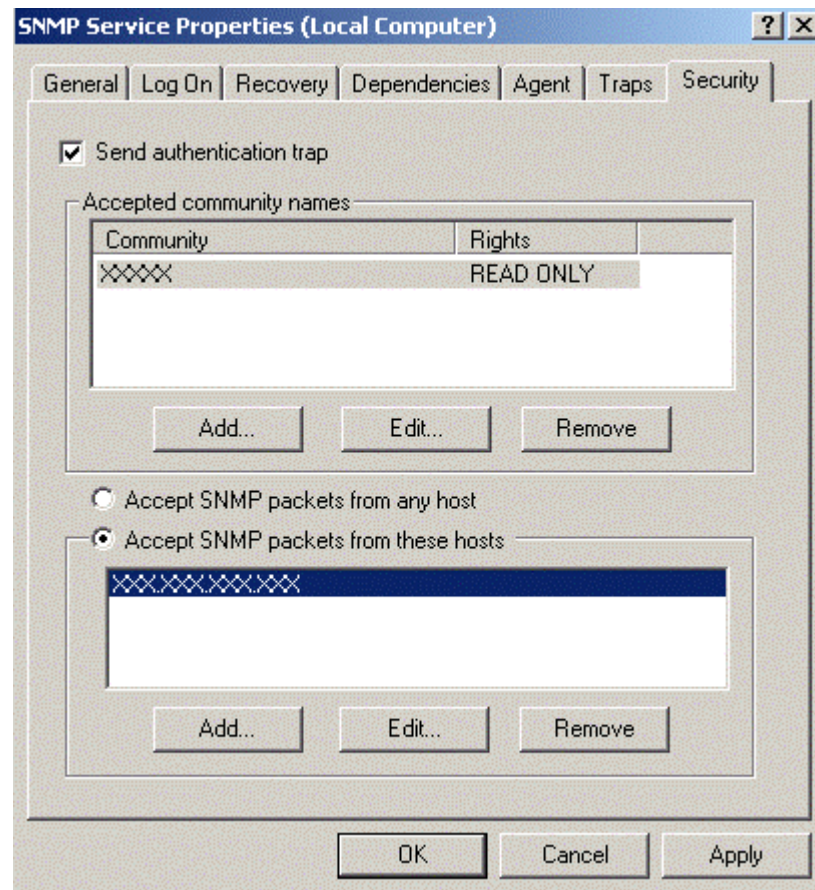 SNMP Service Properties (Local Computer)
General Log On Recovery Dependencies Agent Traps Security
Send authentication trap
Accepted community names
Community Rights
XXXXX READ ONLY
Add... Edit... Remove
Accept SNMP packets from any host
Accept SNMP packets from these hosts
XXX.XXX.XXX.XXX
Add... Edit... Remove
OK Cancel Apply